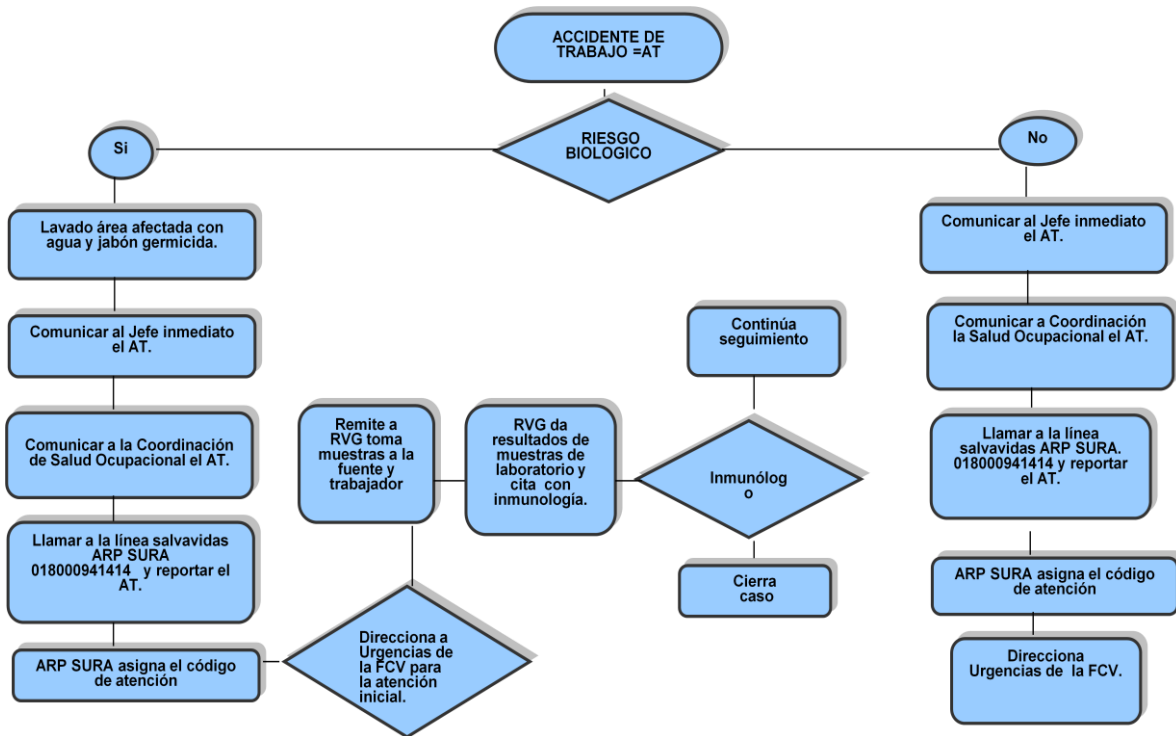 ACCIDENTE DE
TRABAJO =AT
RIESGO
BIOLOGICO
Si
No
Lavado área afectada con
agua y jabón germicida.
Comunicar al Jefe inmediato
el AT.
Comunicar a la Coordinación
de Salud Ocupacional el AT.
Llamar a la línea salvavidas
ARP SURA
018000941414 y reportar el
AT.
ARP SURA asigna el código
de atención
Direcciona a
Urgencias de
la FCV para
la atención
inicial.
Remite a
RVG toma
muestras a la
fuente y
trabajador
RVG da
resultados de
muestras de
laboratorio y
cita con
inmunología.
Inmunólog
o
Continúa
seguimiento
Cierra
caso
Comunicar al Jefe inmediato
el AT.
Comunicar a Coordinación
la Salud Ocupacional el AT.
Llamar a la línea
salvavidas ARP SURA.
018000941414 y reportar
el AT.
ARP SURA asigna el código
de atención
Direcciona
Urgencias de la FCV.